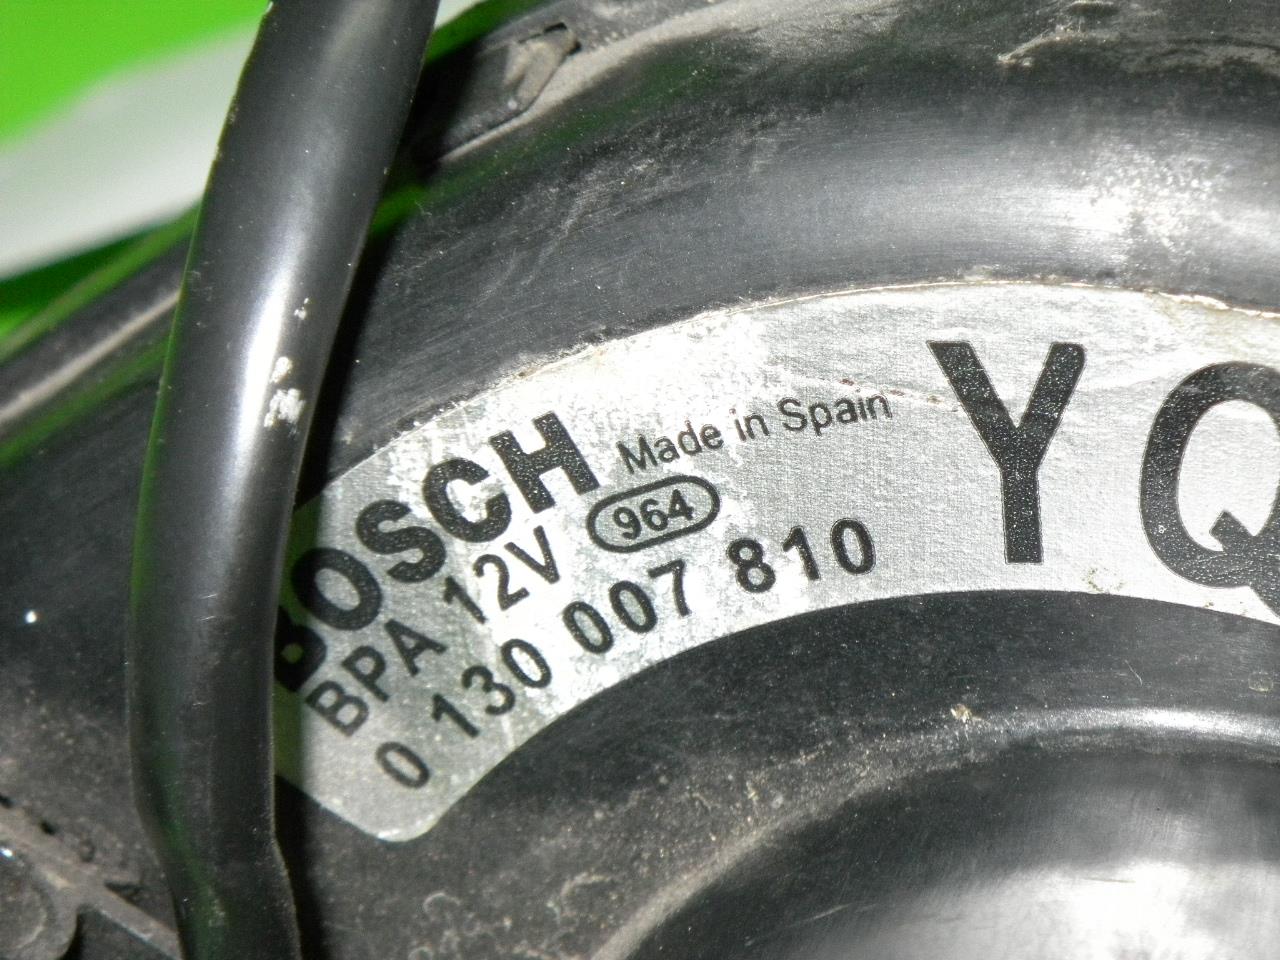 BOSCH Made in Spain
BPA 12V 964
0 130 007 810
YQ